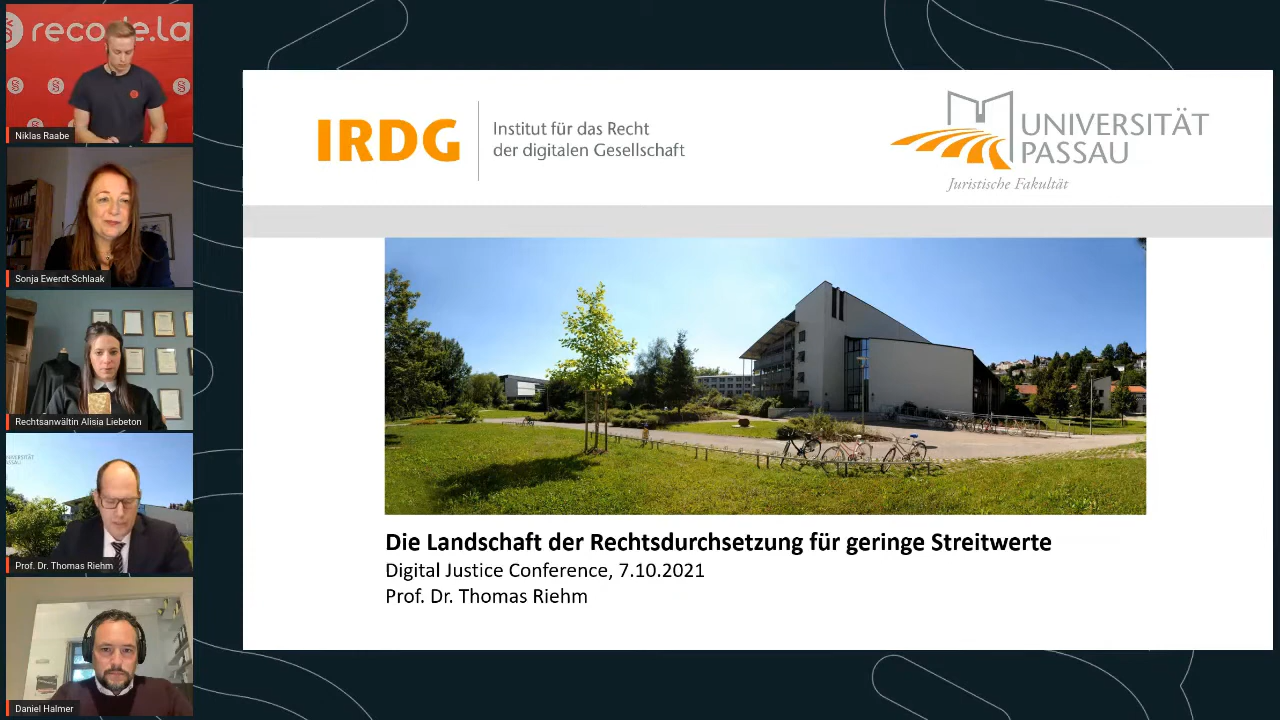 recode.la
Niklas Raabe
Sonja Ewerdt-Schlaak
Rechtsanwältin Alisia Liebeton
UNIVERSITÄT
PASSAU
Prof. Dr. Thomas Riehm
Daniel Halmer
IRDG
Institut für das Recht
der digitalen Gesellschaft
UNIVERSITÄT
PASSAU
Juristische Fakultät
Die Landschaft der Rechtsdurchsetzung für geringe Streitwerte
Digital Justice Conference, 7.10.2021
Prof. Dr. Thomas Riehm